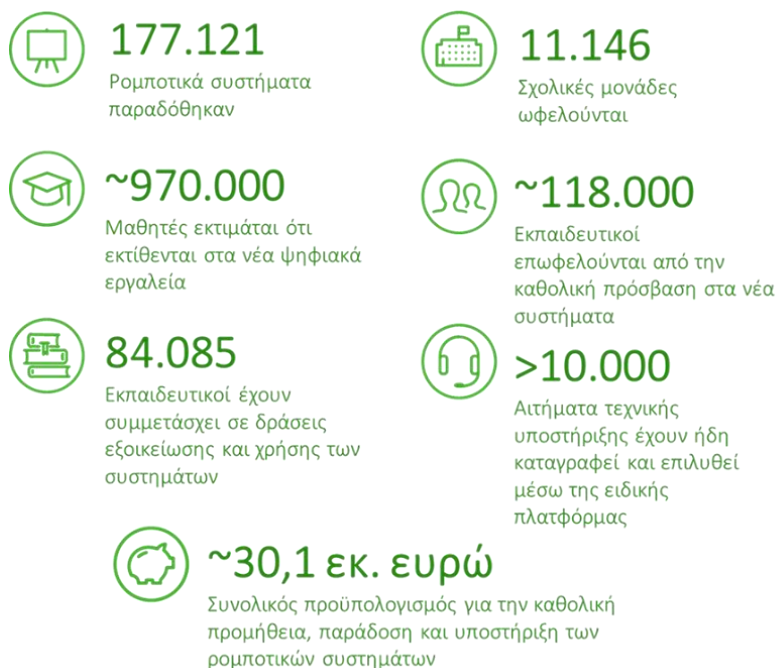 177.121
Ρομποτικά συστήματα
παραδόθηκαν
11.146
Σχολικές μονάδες
ωφελούνται
~970.000
Μαθητές εκτιμάται ότι
εκτίθενται στα νέα ψηφιακά
εργαλεία
~118.000
Εκπαιδευτικοί
επωφελούνται από την
καθολική πρόσβαση στα νέα
συστήματα
84.085
Εκπαιδευτικοί έχουν
συμμετάσχει σε δράσεις
εξοικείωσης και χρήσης των
συστημάτων
>10.000
Αιτήματα τεχνικής
υποστήριξης έχουν ήδη
καταγραφεί και επιλυθεί
μέσω της ειδικής
πλατφόρμας
~30,1 εκ. ευρώ
Συνολικός προϋπολογισμός για την καθολική
προμήθεια, παράδοση και υποστήριξη των
ρομποτικών συστημάτων